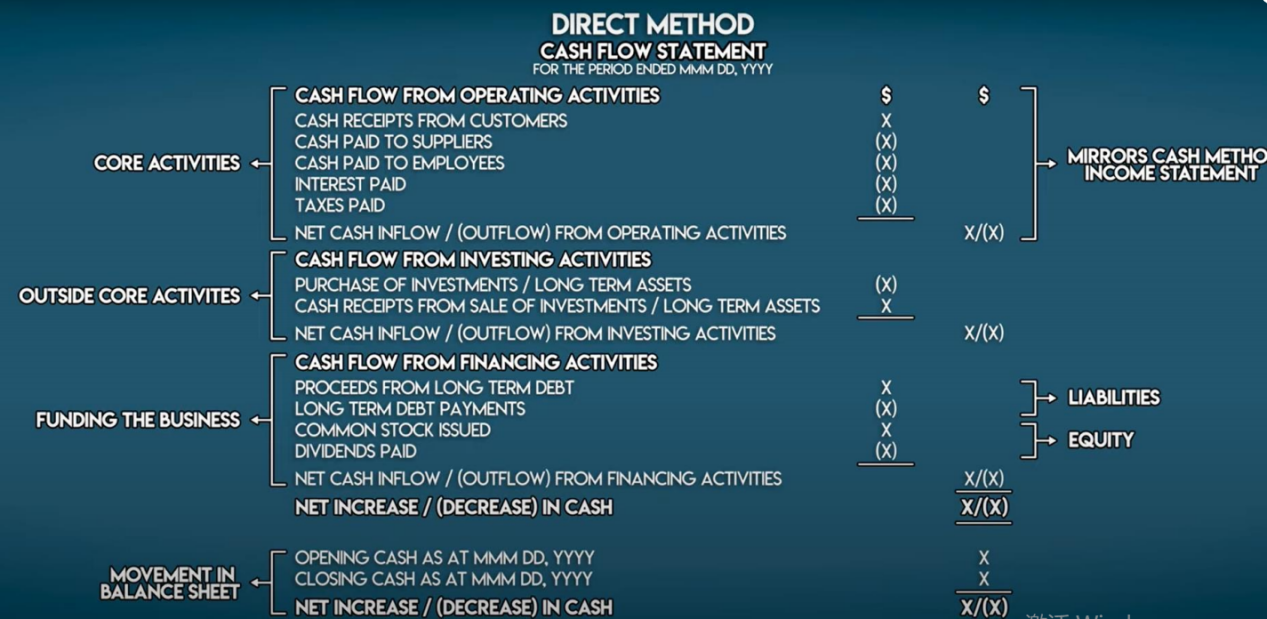 DIRECT METHOD
CASH FLOW STATEMENT
FOR THE PERIOD ENDED MMM DD, YYYY
CASH FLOW FROM OPERATING ACTIVITIES $ $
CASH RECEIPTS FROM CUSTOMERS X
CASH PAID TO SUPPLIERS (X)
CORE ACTIVITIES CASH PAID TO EMPLOYEES (X) MIRRORS CASH METHO
INTEREST PAID (X) INCOME STATEMENT
TAXES PAID (X)
NET CASH INFLOW / (OUTFLOW) FROM OPERATING ACTIVITIES X/(X)
CASH FLOW FROM INVESTING ACTIVITIES
PURCHASE OF INVESTMENTS / LONG TERM ASSETS (X)
OUTSIDE CORE ACTIVITES
CASH RECEIPTS FROM SALE OF INVESTMENTS / LONG TERM ASSETS X
NET CASH INFLOW / (OUTFLOW) FROM INVESTING ACTIVITIES X/(X)
CASH FLOW FROM FINANCING ACTIVITIES
PROCEEDS FROM LONG TERM DEBT X
LIABILITIES
LONG TERM DEBT PAYMENTS (X)
FUNDING THE BUSINESS
COMMON STOCK ISSUED X
EQUITY
DIVIDENDS PAID (X)
NET CASH INFLOW / (OUTFLOW) FROM FINANCING ACTIVITIES X/(X)
NET INCREASE / (DECREASE) IN CASH X/(X)
OPENING CASH AS AT MMM DD, YYYY X
MOVEMENT IN CLOSING CASH AS AT MMM DD, YYYY X
BALANCE SHEET
NET INCREASE / (DECREASE) IN CASH X/(X)